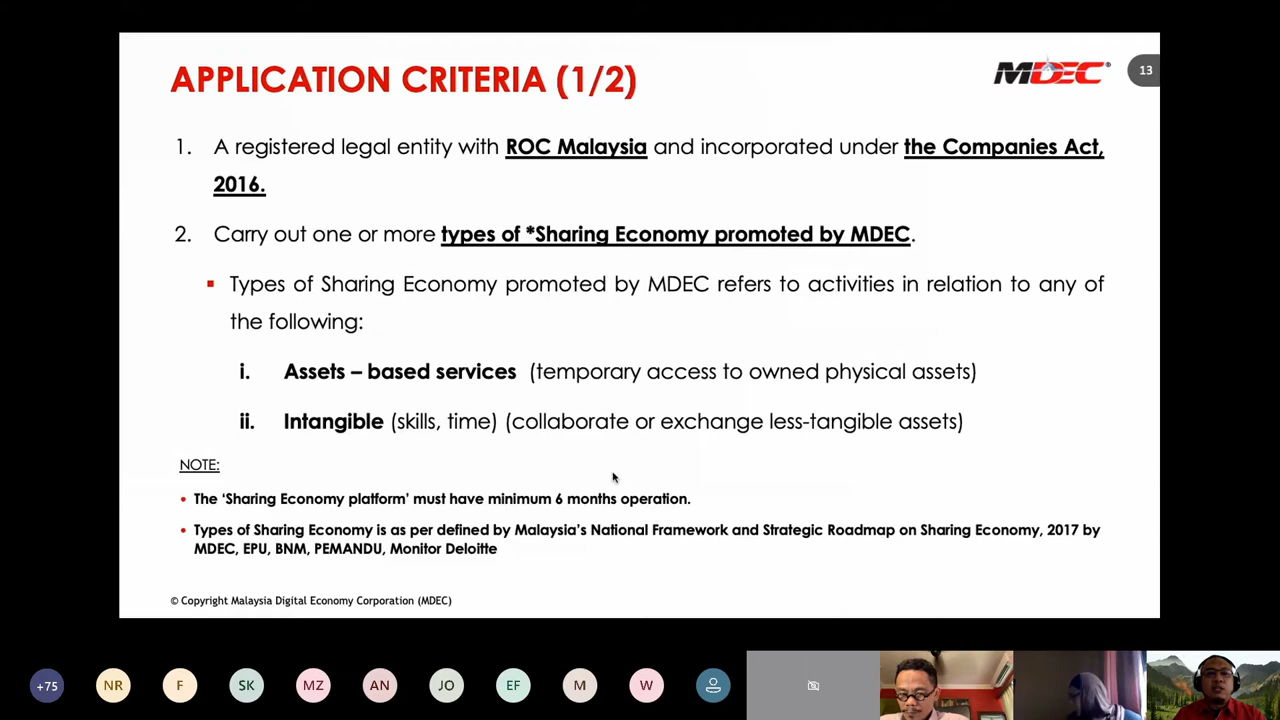 APPLICATION CRITERIA (1/2)
MDEC®
13
1. A registered legal entity with ROC Malaysia and incorporated under the Companies Act,
2016.
2. Carry out one or more types of *Sharing Economy promoted by MDEC.
▪ Types of Sharing Economy promoted by MDEC refers to activities in relation to any of
the following:
i. Assets – based services (temporary access to owned physical assets)
ii. Intangible (skills, time) (collaborate or exchange less-tangible assets)
NOTE:
• The ‘Sharing Economy platform’ must have minimum 6 months operation.
• Types of Sharing Economy is as per defined by Malaysia’s National Framework and Strategic Roadmap on Sharing Economy, 2017 by
MDEC, EPU, BNM, PEMANDU, Monitor Deloitte
© Copyright Malaysia Digital Economy Corporation (MDEC)
+75 NR F SK MZ AN JO EF M W